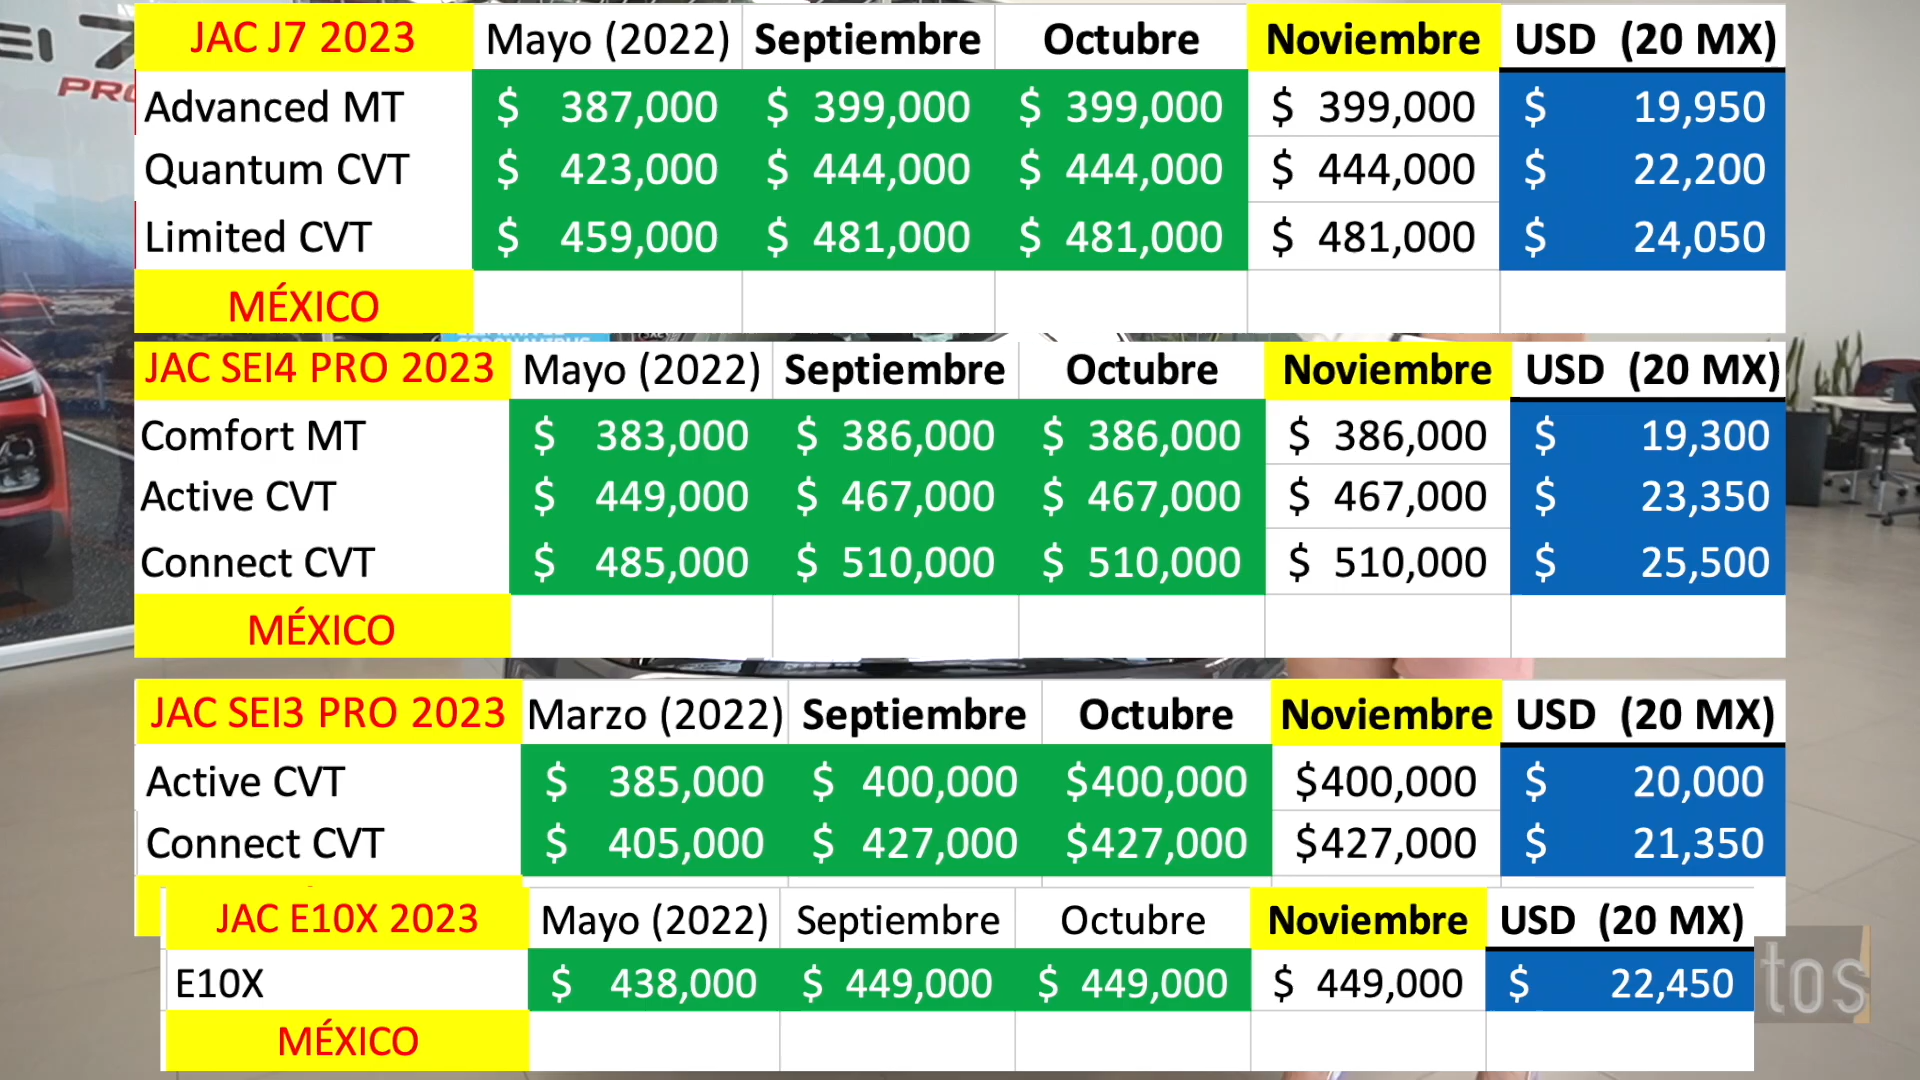 EI 7
PRO
JAC J7 2023 Mayo (2022) Septiembre Octubre Noviembre USD (20 MX)
Advanced MT $ 387,000 $ 399,000 $ 399,000 $ 399,000 $ 19,950
Quantum CVT $ 423,000 $ 444,000 $ 444,000 $ 444,000 $ 22,200
Limited CVT $ 459,000 $ 481,000 $ 481,000 $ 481,000 $ 24,050
MÉXICO
JAC SEI4 PRO 2023 Mayo (2022) Septiembre Octubre Noviembre USD (20 MX)
Comfort MT $ 383,000 $ 386,000 $ 386,000 $ 386,000 $ 19,300
Active CVT $ 449,000 $ 467,000 $ 467,000 $ 467,000 $ 23,350
Connect CVT $ 485,000 $ 510,000 $ 510,000 $ 510,000 $ 25,500
MÉXICO
JAC SEI3 PRO 2023 Marzo (2022) Septiembre Octubre Noviembre USD (20 MX)
Active CVT $ 385,000 $ 400,000 $400,000 $400,000 $ 20,000
Connect CVT $ 405,000 $ 427,000 $427,000 $427,000 $ 21,350
JAC E10X 2023 Mayo (2022) Septiembre Octubre Noviembre USD (20 MX)
E10X $ 438,000 $ 449,000 $ 449,000 $ 449,000 $ 22,450
MÉXICO
tos